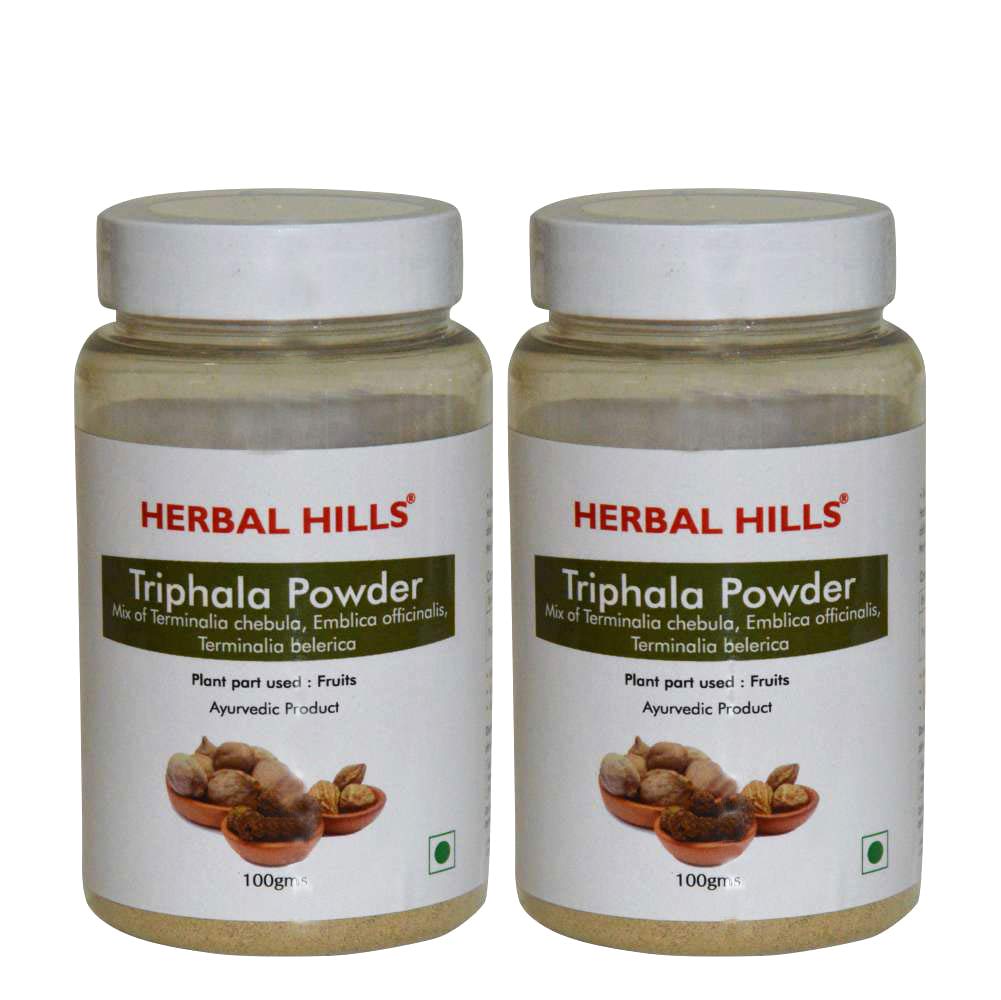 HERBAL HILLS®
Triphala Powder
Mix of Terminalia chebula, Emblica officinalis,
Terminalia belerica
Plant part used : Fruits
Ayurvedic Product
100gms
HERBAL HILLS®
Triphala Powder
Mix of Terminalia chebula, Emblica officinalis,
Terminalia belerica
Plant part used : Fruits
Ayurvedic Product
100gms